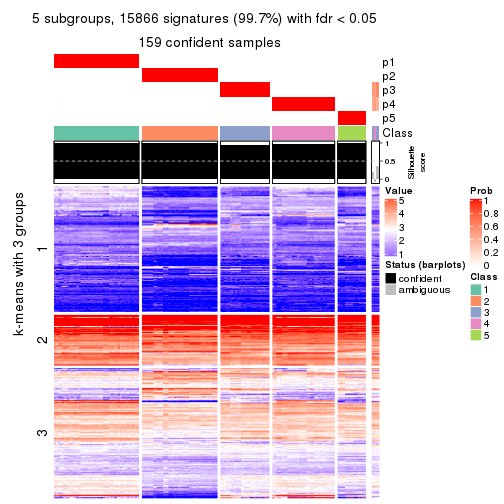 5 subgroups, 15866 signatures (99.7%) with fdr < 0.05
159 confident samples
p1
p2
p3
p4
p5
Class
1
0.5
0
Silhouette
score
k-means with 3 groups
1
2
3
Value
5
4
3
2
1
Status (barplots)
confident
ambiguous
Prob
1
0.8
0.6
0.4
0.2
0
Class
1
2
3
4
5